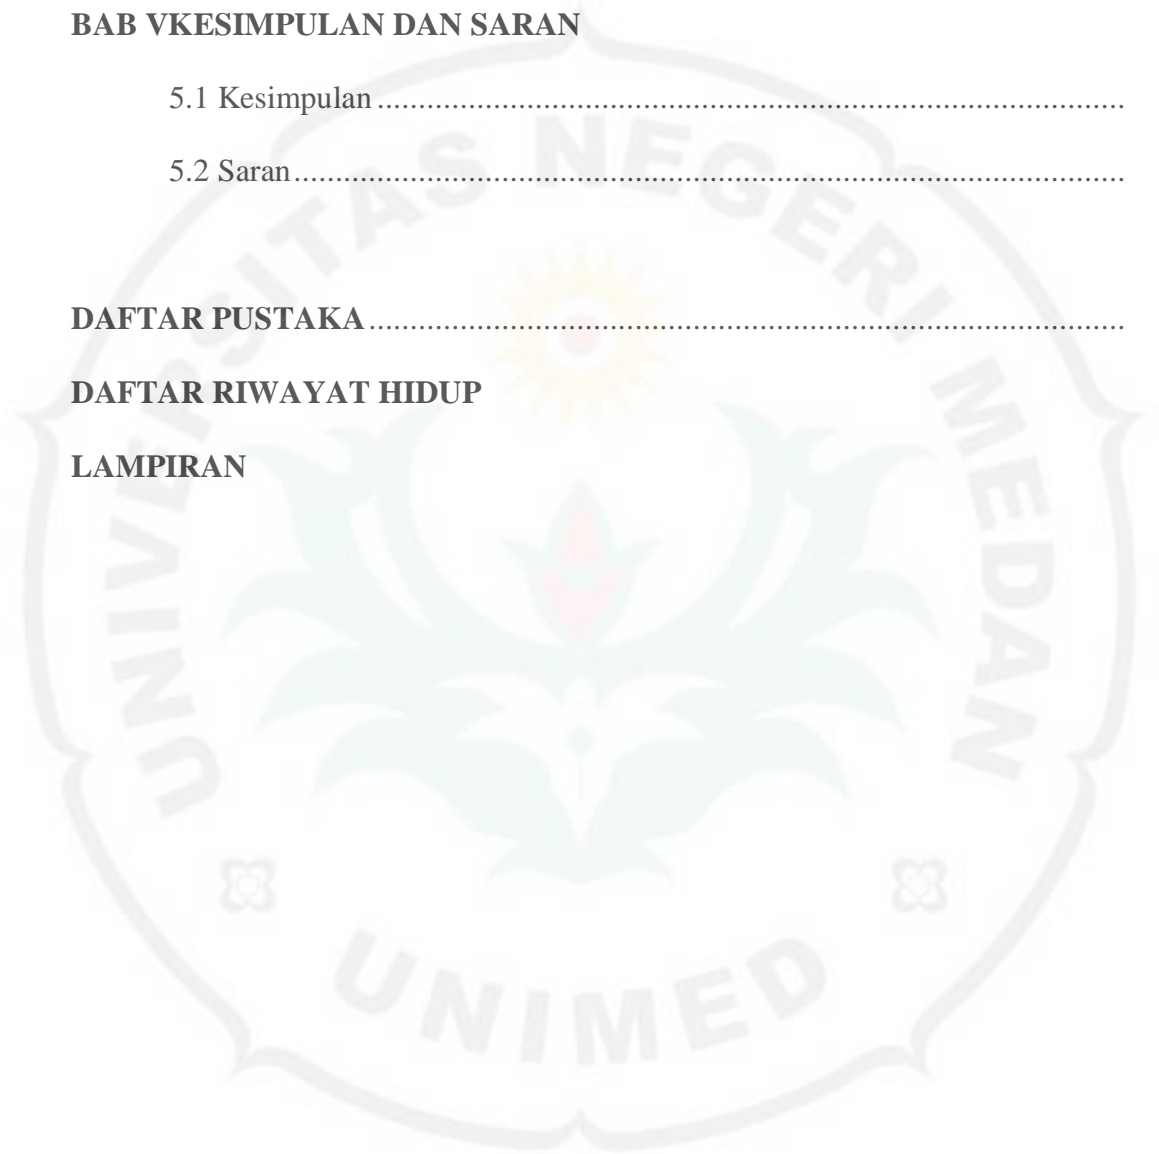 BAB VKESIMPULAN DAN SARAN
5.1 Kesimpulan..........................................................................................
5.2 Saran....................................................................................................
DAFTAR PUSTAKA...........................................................................................
DAFTAR RIWAYAT HIDUP
LAMPIRAN
UNIVERSITAS NEGERI MEDAN
UNIMED